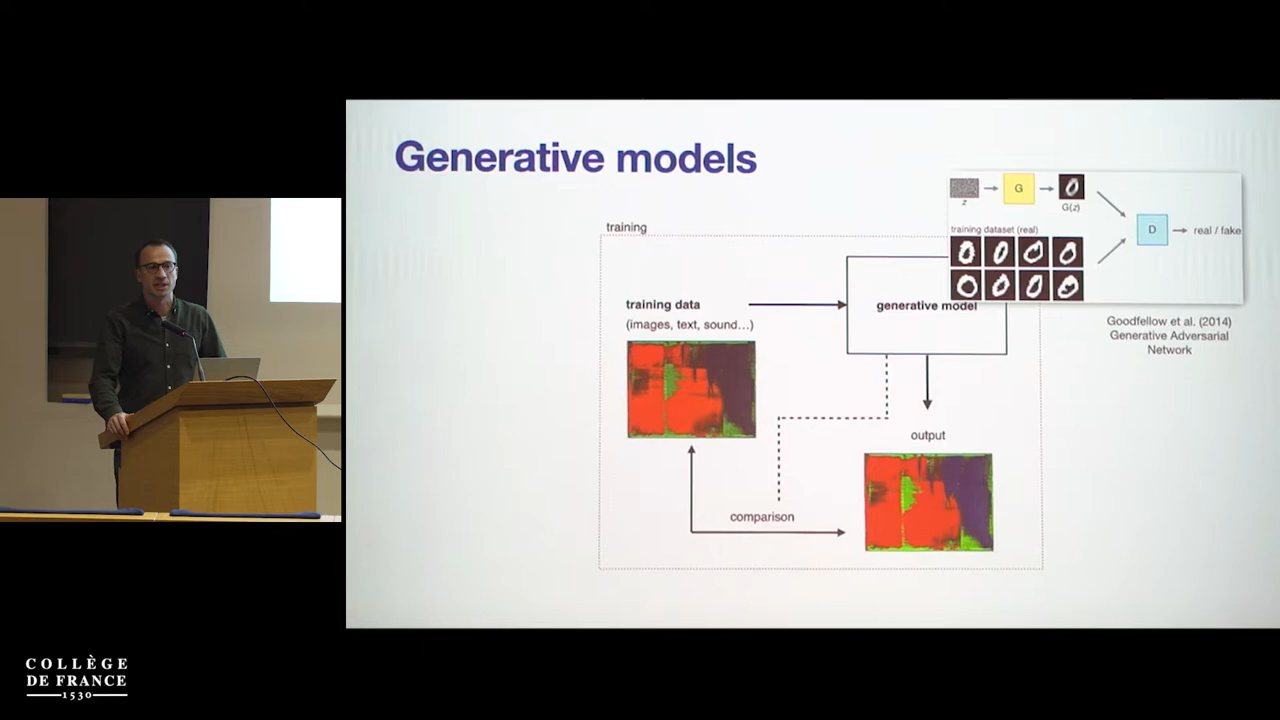 Generative models
training
training data
(images, text, sound...)
generative model
output
comparison
z
G
G(z)
training dataset (real)
D
real / fake
Goodfellow et al. (2014)
Generative Adversarial
Network
COLLÈGE
DE FRANCE
1530